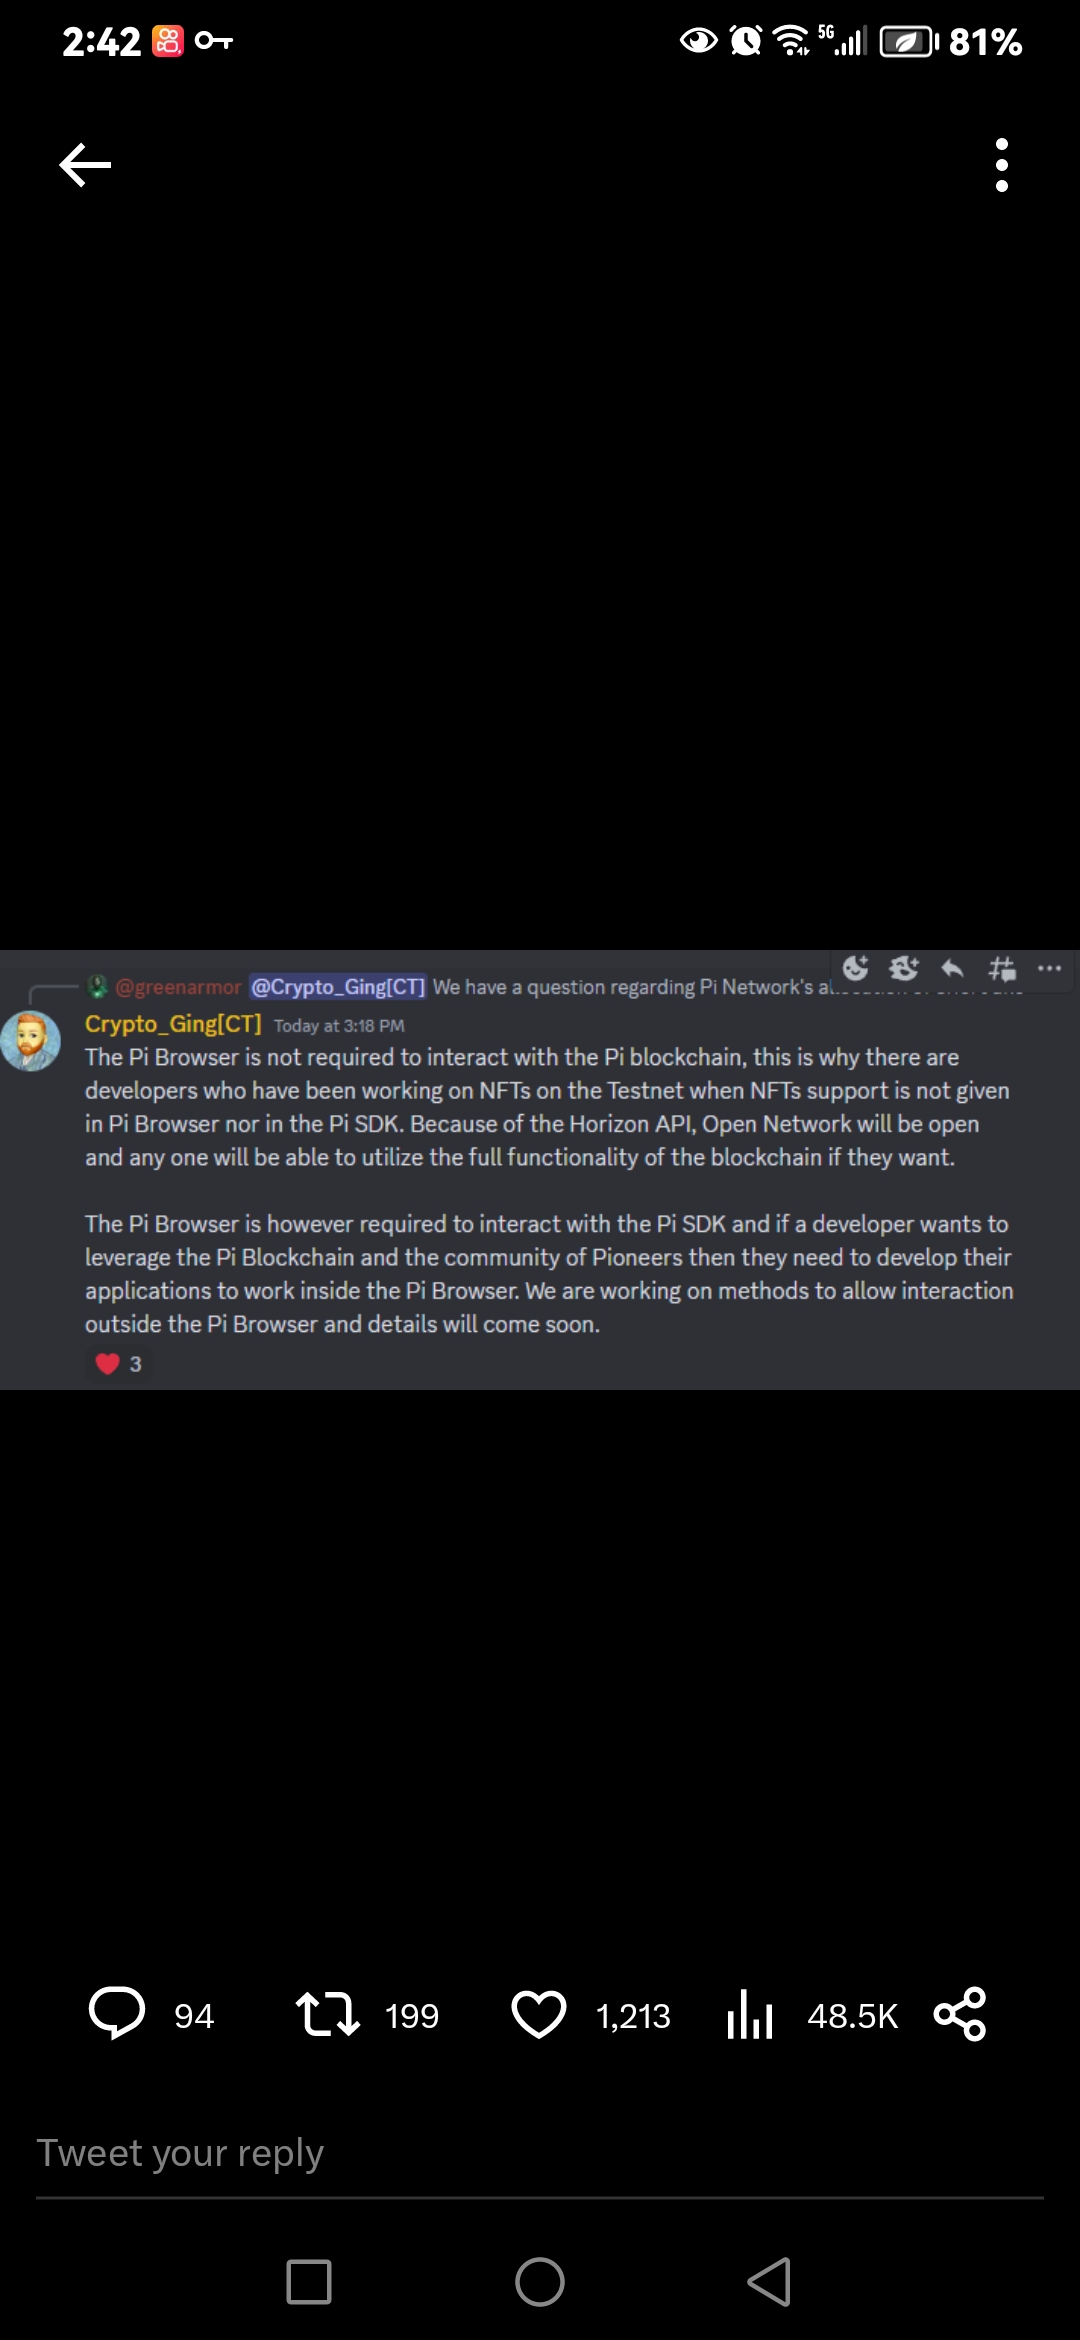 2:42 5G 81%
@greenarmor @Crypto_Ging[CT] We have a question regarding Pi Network's
Crypto_Ging[CT] Today at 3:18 PM
The Pi Browser is not required to interact with the Pi blockchain, this is why there are
developers who have been working on NFTs on the Testnet when NFTs support is not given
in Pi Browser nor in the Pi SDK. Because of the Horizon API, Open Network will be open
and any one will be able to utilize the full functionality of the blockchain if they want.
The Pi Browser is however required to interact with the Pi SDK and if a developer wants to
leverage the Pi Blockchain and the community of Pioneers then they need to develop their
applications to work inside the Pi Browser. We are working on methods to allow interaction
outside the Pi Browser and details will come soon.
3
94 199 1,213 48.5K
Tweet your reply